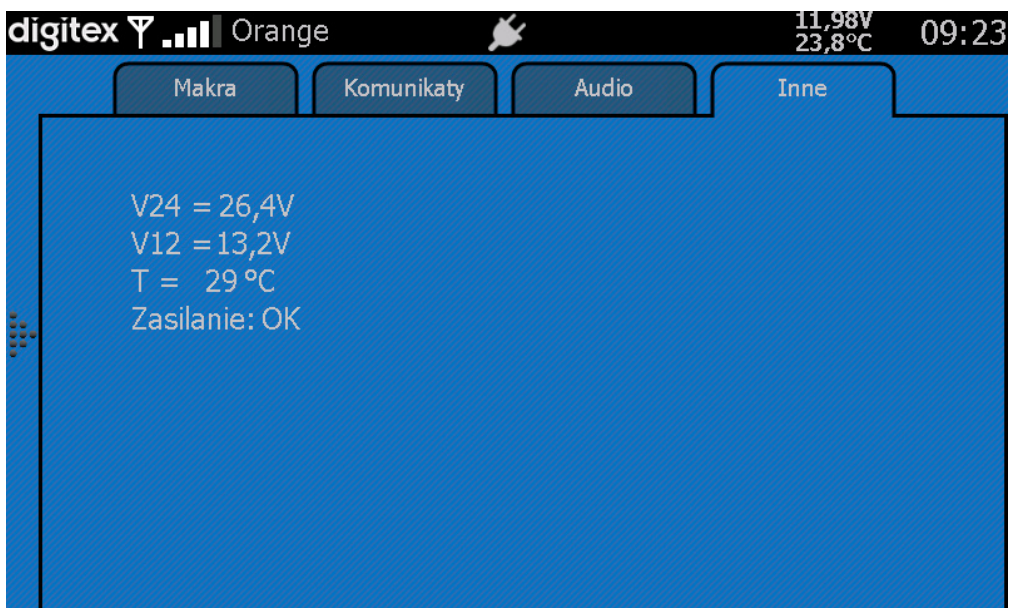 digitex Orange 11,98V 09:23
23,8°C
Makra Komunikaty Audio Inne
V24 = 26,4V
V12 = 13,2V
T = 29 °C
Zasilanie: OK